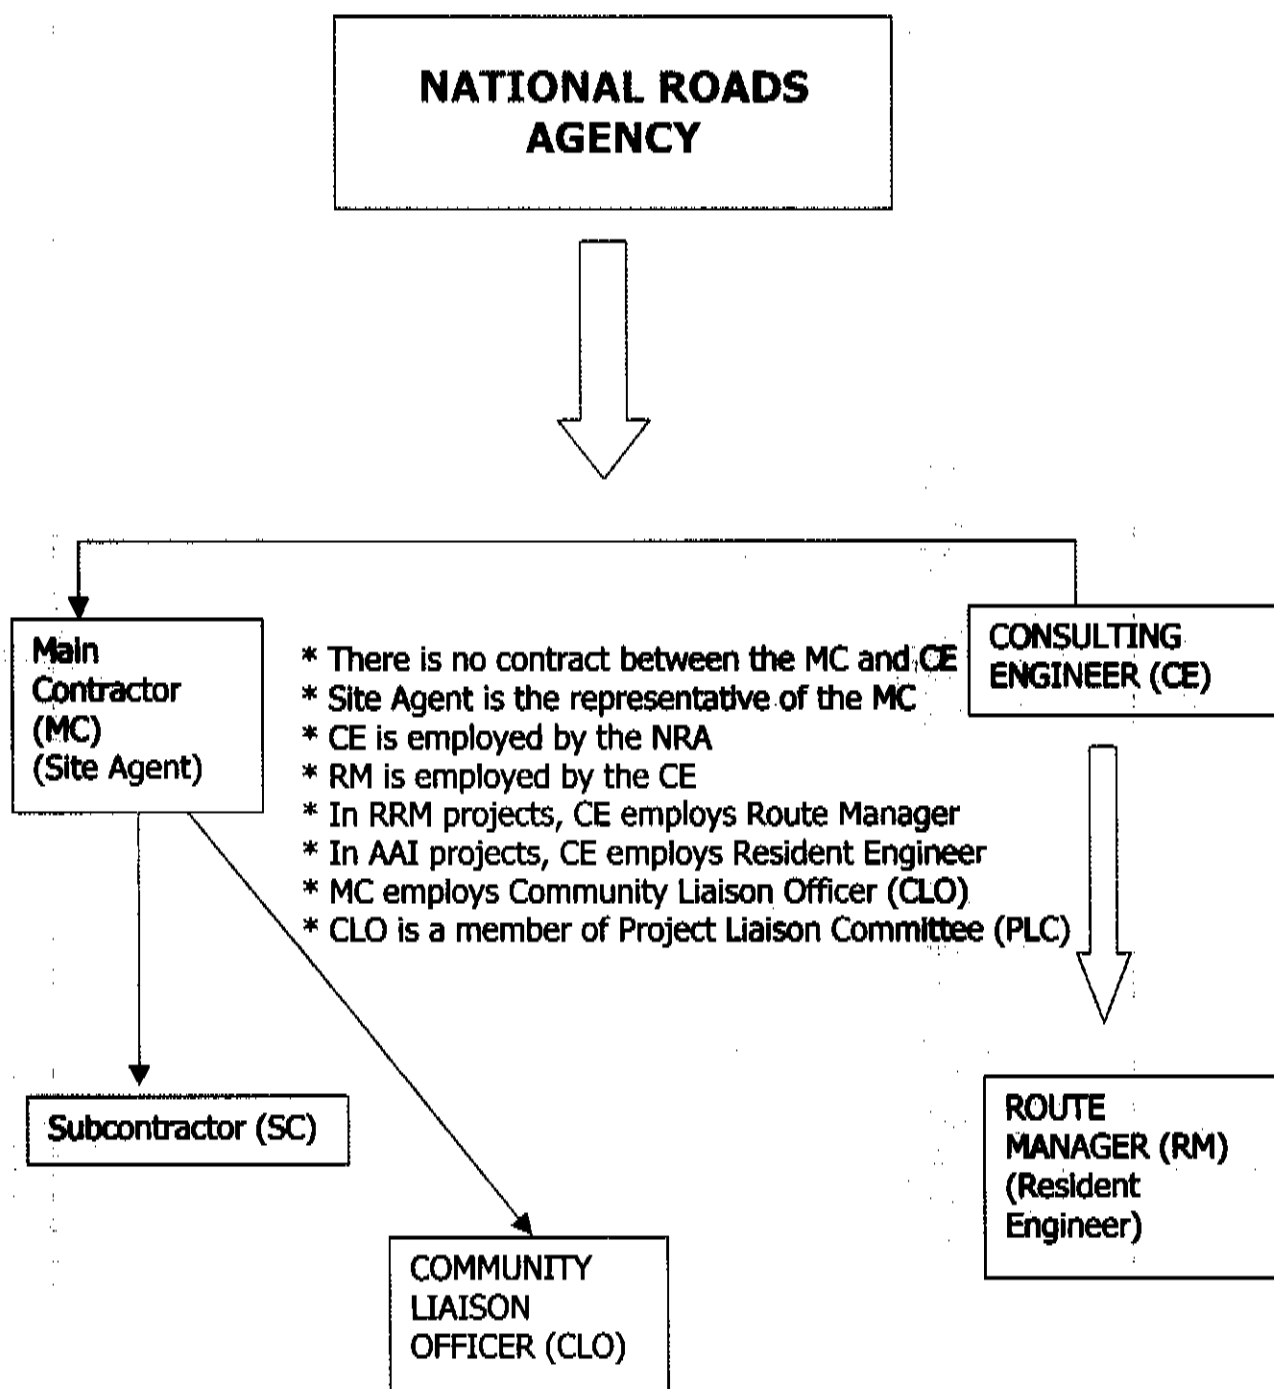 NATIONAL ROADS
AGENCY
Main
Contractor
(MC)
(Site Agent)
* There is no contract between the MC and CE
* Site Agent is the representative of the MC
* CE is employed by the NRA
* RM is employed by the CE
* In RRM projects, CE employs Route Manager
* In AAI projects, CE employs Resident Engineer
* MC employs Community Liaison Officer (CLO)
* CLO is a member of Project Liaison Committee (PLC)
CONSULTING
ENGINEER (CE)
Subcontractor (SC)
ROUTE
MANAGER (RM)
(Resident
Engineer)
COMMUNITY
LIAISON
OFFICER (CLO)